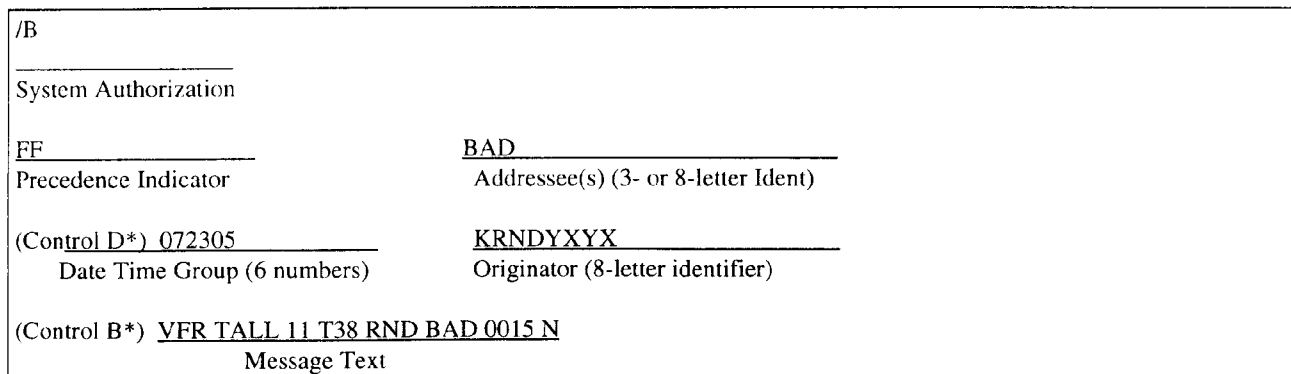 /B
System Authorization
FF BAD
Precedence Indicator Addressee(s) (3- or 8-letter Ident)
(Control D*) 072305 KRNDYXYX
Date Time Group (6 numbers) Originator (8-letter identifier)
(Control B*) VFR TALL 11 T38 RND BAD 0015 N
Message Text